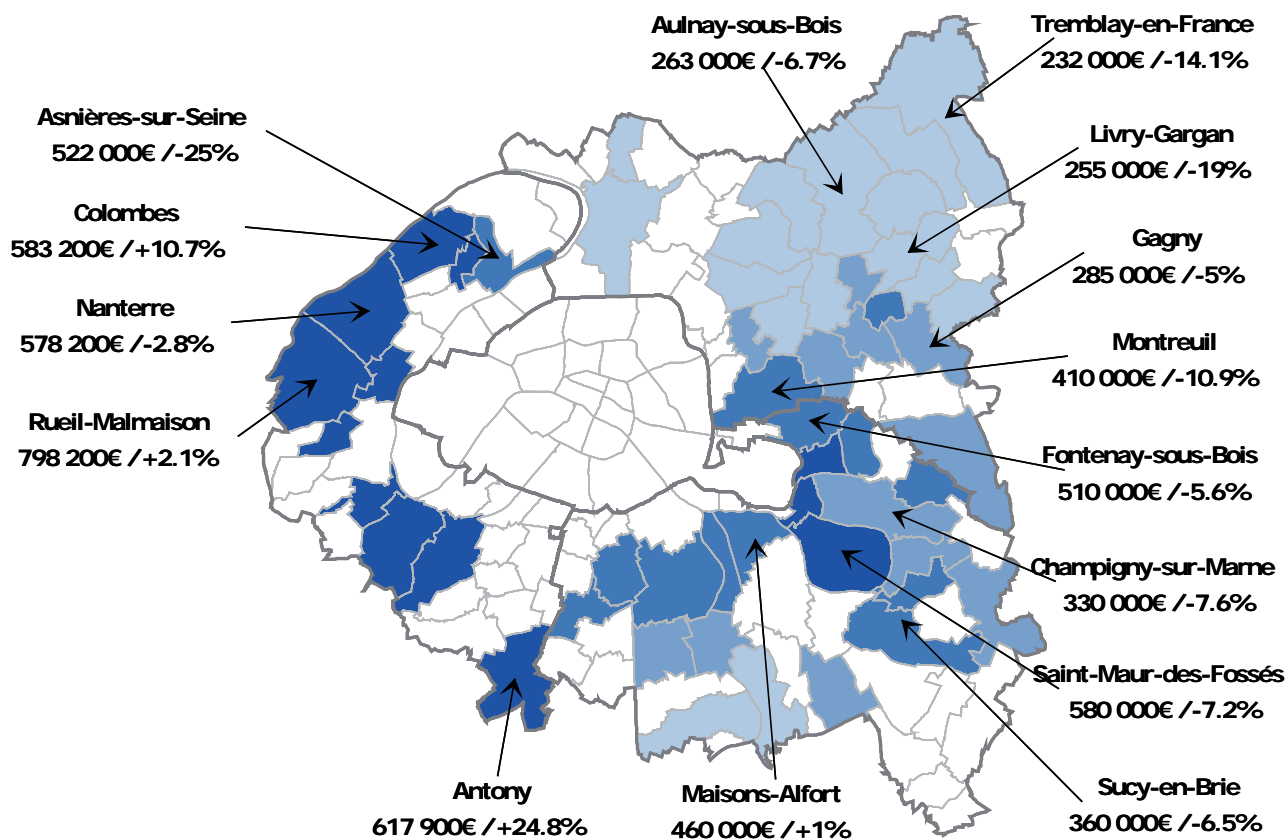 Aulnay-sous-Bois
263 000€ /-6.7%
Tremblay-en-France
232 000€ /-14.1%
Asnières-sur-Seine
522 000€ /-25%
Livry-Gargan
255 000€ /-19%
Colombes
583 200€ /+10.7%
Gagny
285 000€ /-5%
Nanterre
578 200€ /-2.8%
Montreuil
410 000€ /-10.9%
Rueil-Malmaison
798 200€ /+2.1%
Fontenay-sous-Bois
510 000€ /-5.6%
Champigny-sur-Marne
330 000€ /-7.6%
Saint-Maur-des-Fossés
580 000€ /-7.2%
Antony
617 900€ /+24.8%
Maisons-Alfort
460 000€ /+1%
Sucy-en-Brie
360 000€ /-6.5%